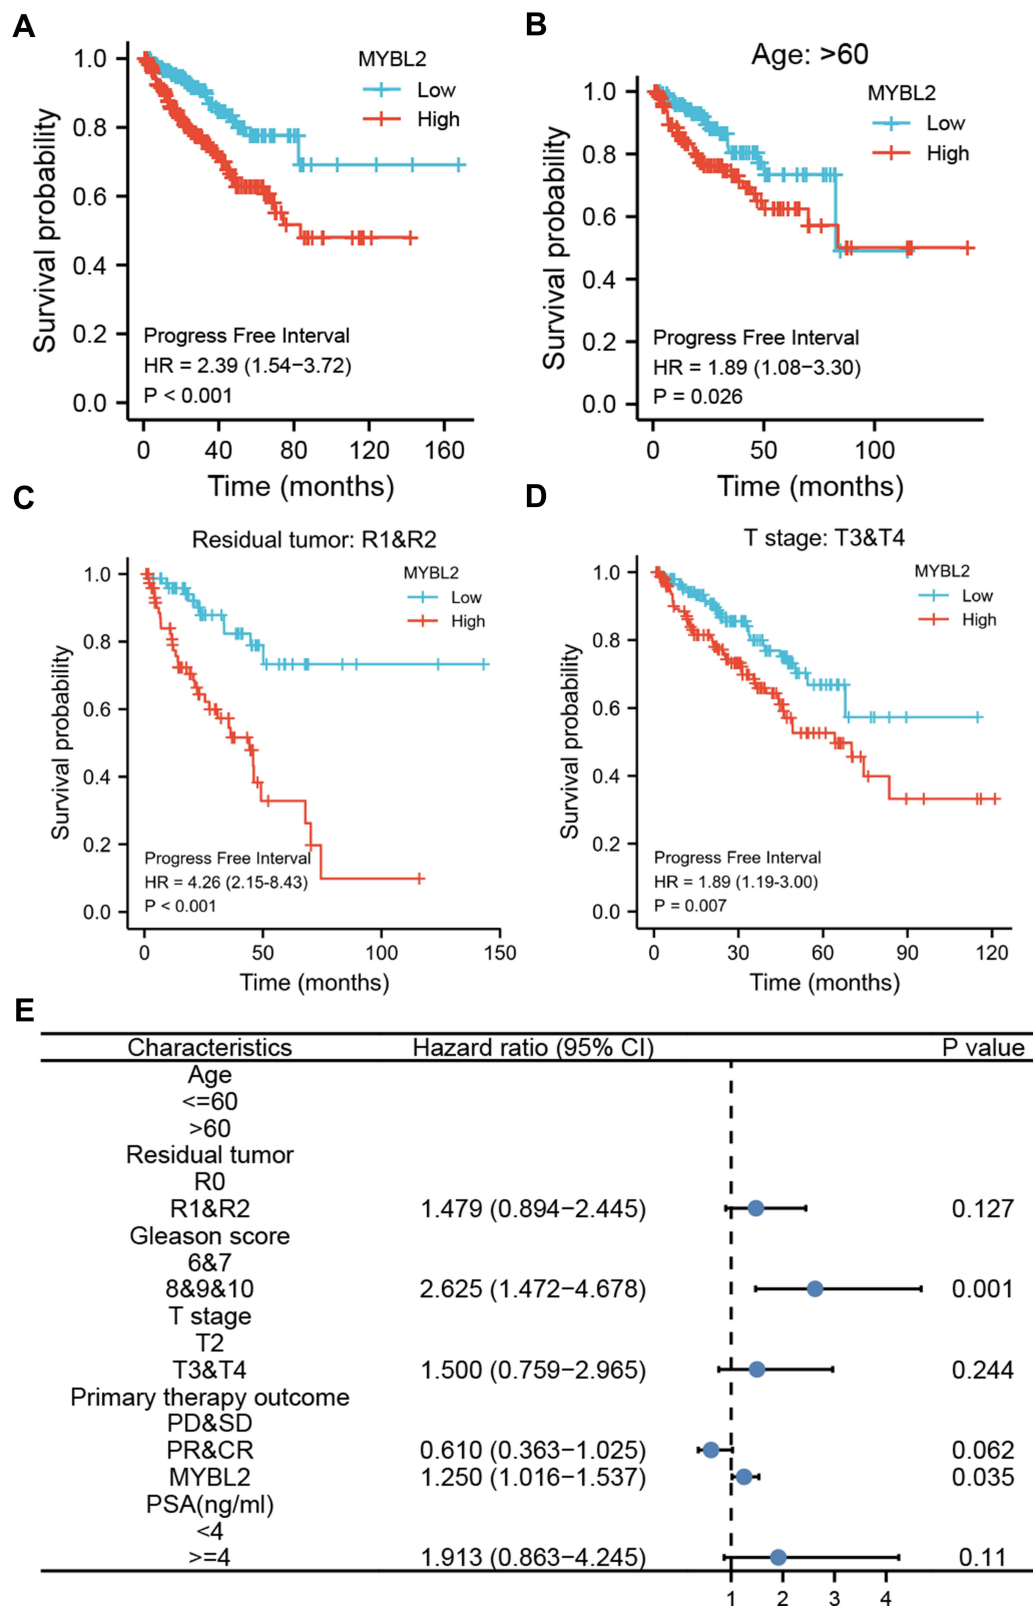 A
MYBL2
Low
High
Survival probability
1.0
0.8
0.6
0.4
0.2
0.0
Progress Free Interval
HR = 2.39 (1.54−3.72)
P < 0.001
0 40 80 120 160
Time (months)
B
Age: >60
MYBL2
Low
High
Survival probability
1.0
0.8
0.6
0.4
0.2
0.0
Progress Free Interval
HR = 1.89 (1.08−3.30)
P = 0.026
0 50 100
Time (months)
C
Residual tumor: R1&R2
MYBL2
Low
High
Survival probability
1.0
0.8
0.6
0.4
0.2
0.0
Progress Free Interval
HR = 4.26 (2.15-8.43)
P < 0.001
0 50 100 150
Time (months)
D
T stage: T3&T4
MYBL2
Low
High
Survival probability
1.0
0.8
0.6
0.4
0.2
0.0
Progress Free Interval
HR = 1.89 (1.19-3.00)
P = 0.007
0 30 60 90 120
Time (months)
E
Characteristics Hazard ratio (95% CI) P value
Age
<=60
>60
Residual tumor
R0
R1&R2 1.479 (0.894−2.445) 0.127
Gleason score
6&7
8&9&10 2.625 (1.472−4.678) 0.001
T stage
T2
T3&T4 1.500 (0.759−2.965) 0.244
Primary therapy outcome
PD&SD
PR&CR 0.610 (0.363−1.025) 0.062
MYBL2 1.250 (1.016−1.537) 0.035
PSA(ng/ml)
<4
>=4 1.913 (0.863−4.245) 0.11
1 2 3 4